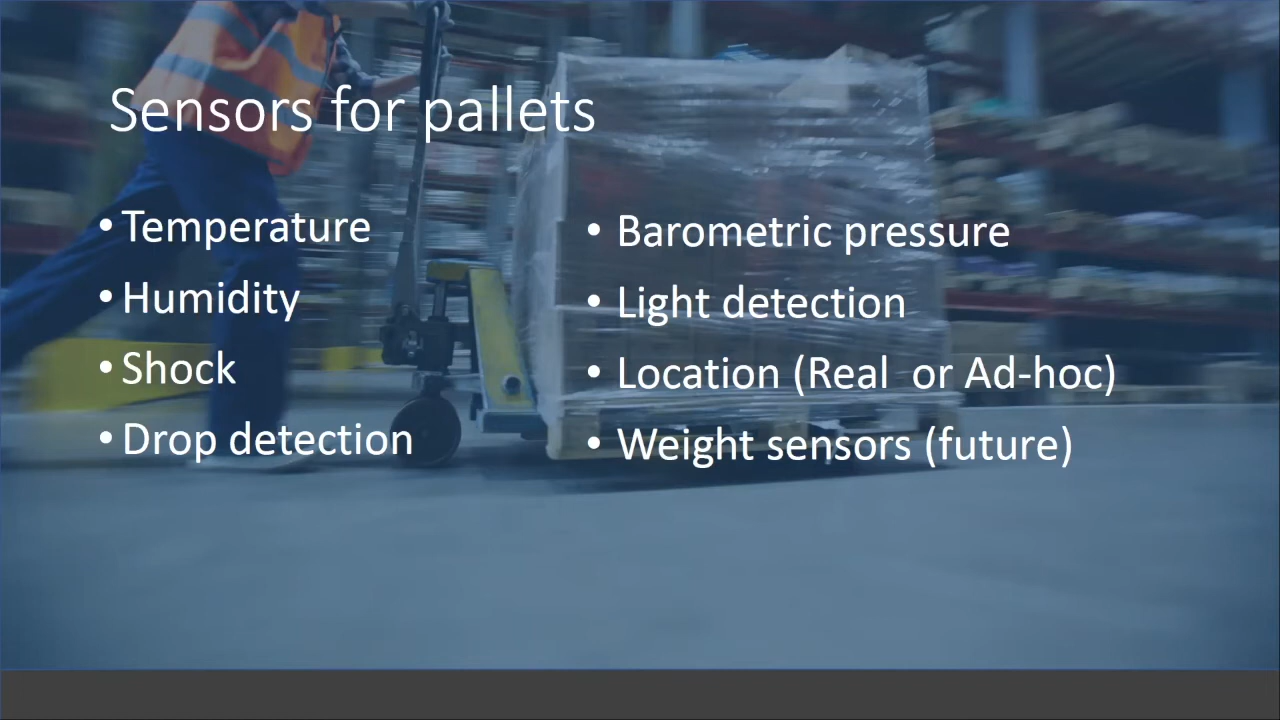 Sensors for pallets
• Temperature
• Humidity
• Shock
• Drop detection
• Barometric pressure
• Light detection
• Location (Real  or Ad-hoc)
• Weight sensors (future)